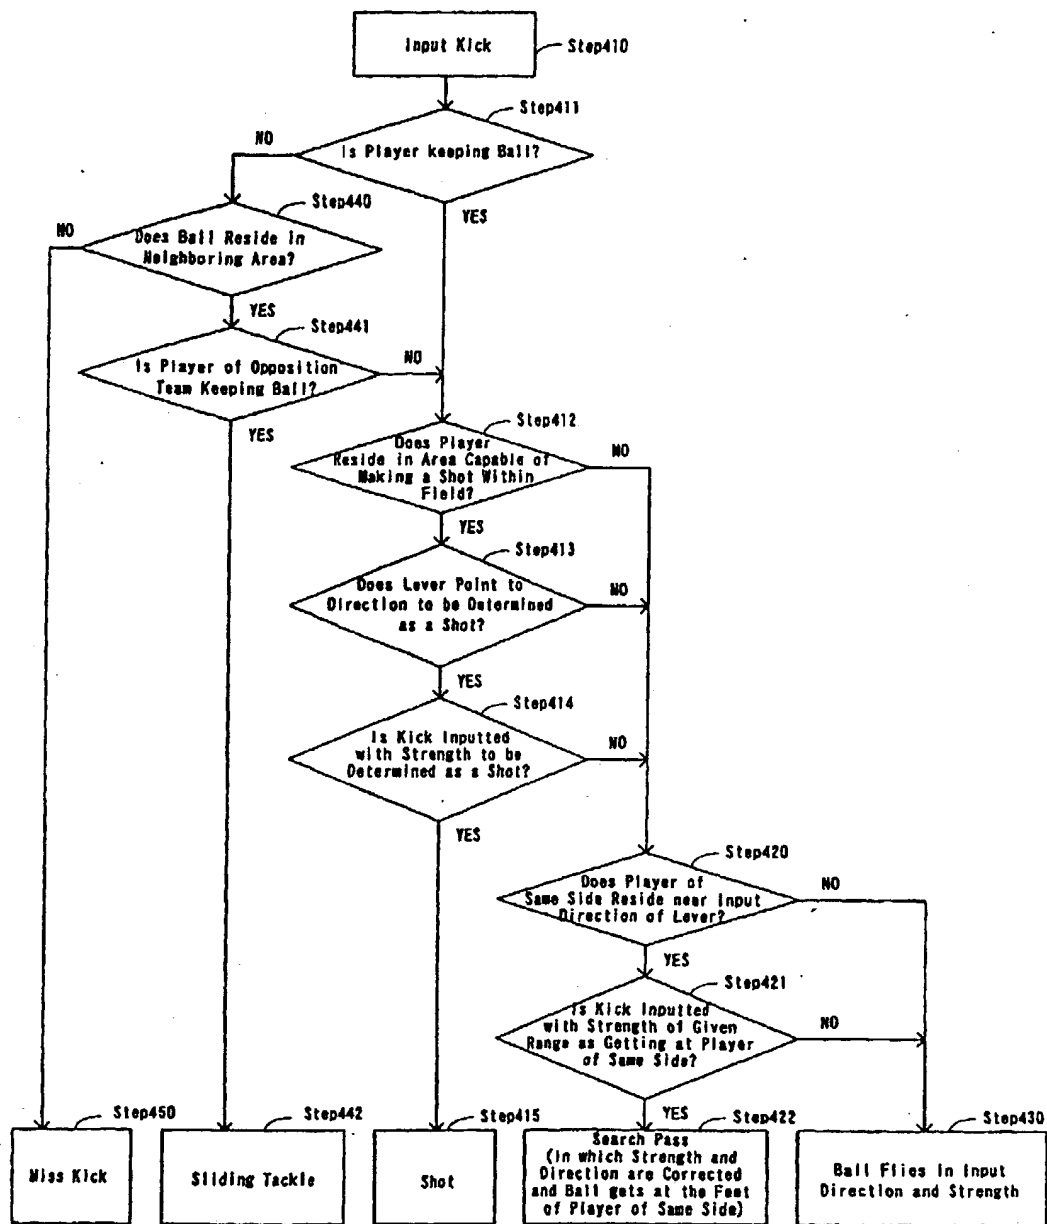 Input Kick
Step410
Step411
Is Player keeping Ball?
NO
YES
Step440
Does Ball Reside in
Neighboring Area?
NO
YES
Step441
Is Player of Opposition
Team Keeping Ball?
NO
YES
Step412
Does Player
Reside in Area Capable of
Making a Shot Within
Field?
NO
YES
Step413
Does Lever Point to
Direction to be Determined
as a Shot?
NO
YES
Step414
Is Kick Inputted
with Strength to be
Determined as a Shot?
NO
YES
Step420
Does Player of
Same Side Reside near Input
Direction of Lever?
NO
YES
Step421
Is Kick Inputted
with Strength of Given
Range as Getting at Player
of Same Side?
NO
YES
Step450
Miss Kick
Step442
Sliding Tackle
Step415
Shot
Step422
Search Pass
(in which Strength and
Direction are Corrected
and Ball gets at the Feet
of Player of Same Side)
Step430
Ball Flies in Input
Direction and Strength